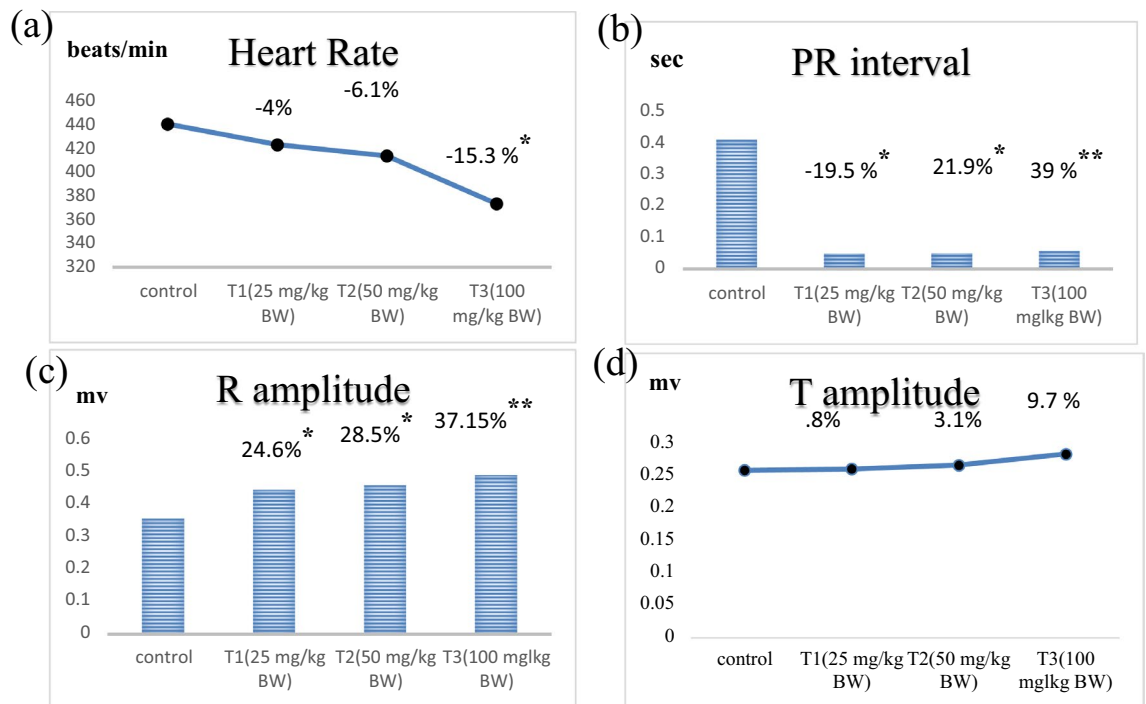 (a)
beats/min
Heart Rate
-4%
-6.1%
-15.3 %*
460
440
420
400
380
360
340
320
control
T1(25 mg/kg
BW)
T2(50 mg/kg
BW)
T3(100
mg/kg BW)
(b)
sec
PR interval
-19.5 %*
21.9%*
39 %**
0.5
0.4
0.3
0.2
0.1
0
control
T1(25 mg/kg
BW)
T2(50 mg/kg
BW)
T3(100
mglkg BW)
(c)
mv
R amplitude
24.6%*
28.5%*
37.15%**
0.6
0.5
0.4
0.3
0.2
0.1
0
control
T1(25 mg/kg
BW)
T2(50 mg/kg
BW)
T3(100 mglkg
BW)
(d)
mv
T amplitude
.8%
3.1%
9.7 %
0.3
0.25
0.2
0.15
0.1
0.05
0
control
T1(25 mg/kg
BW)
T2(50 mg/kg
BW)
T3(100
mglkg BW)